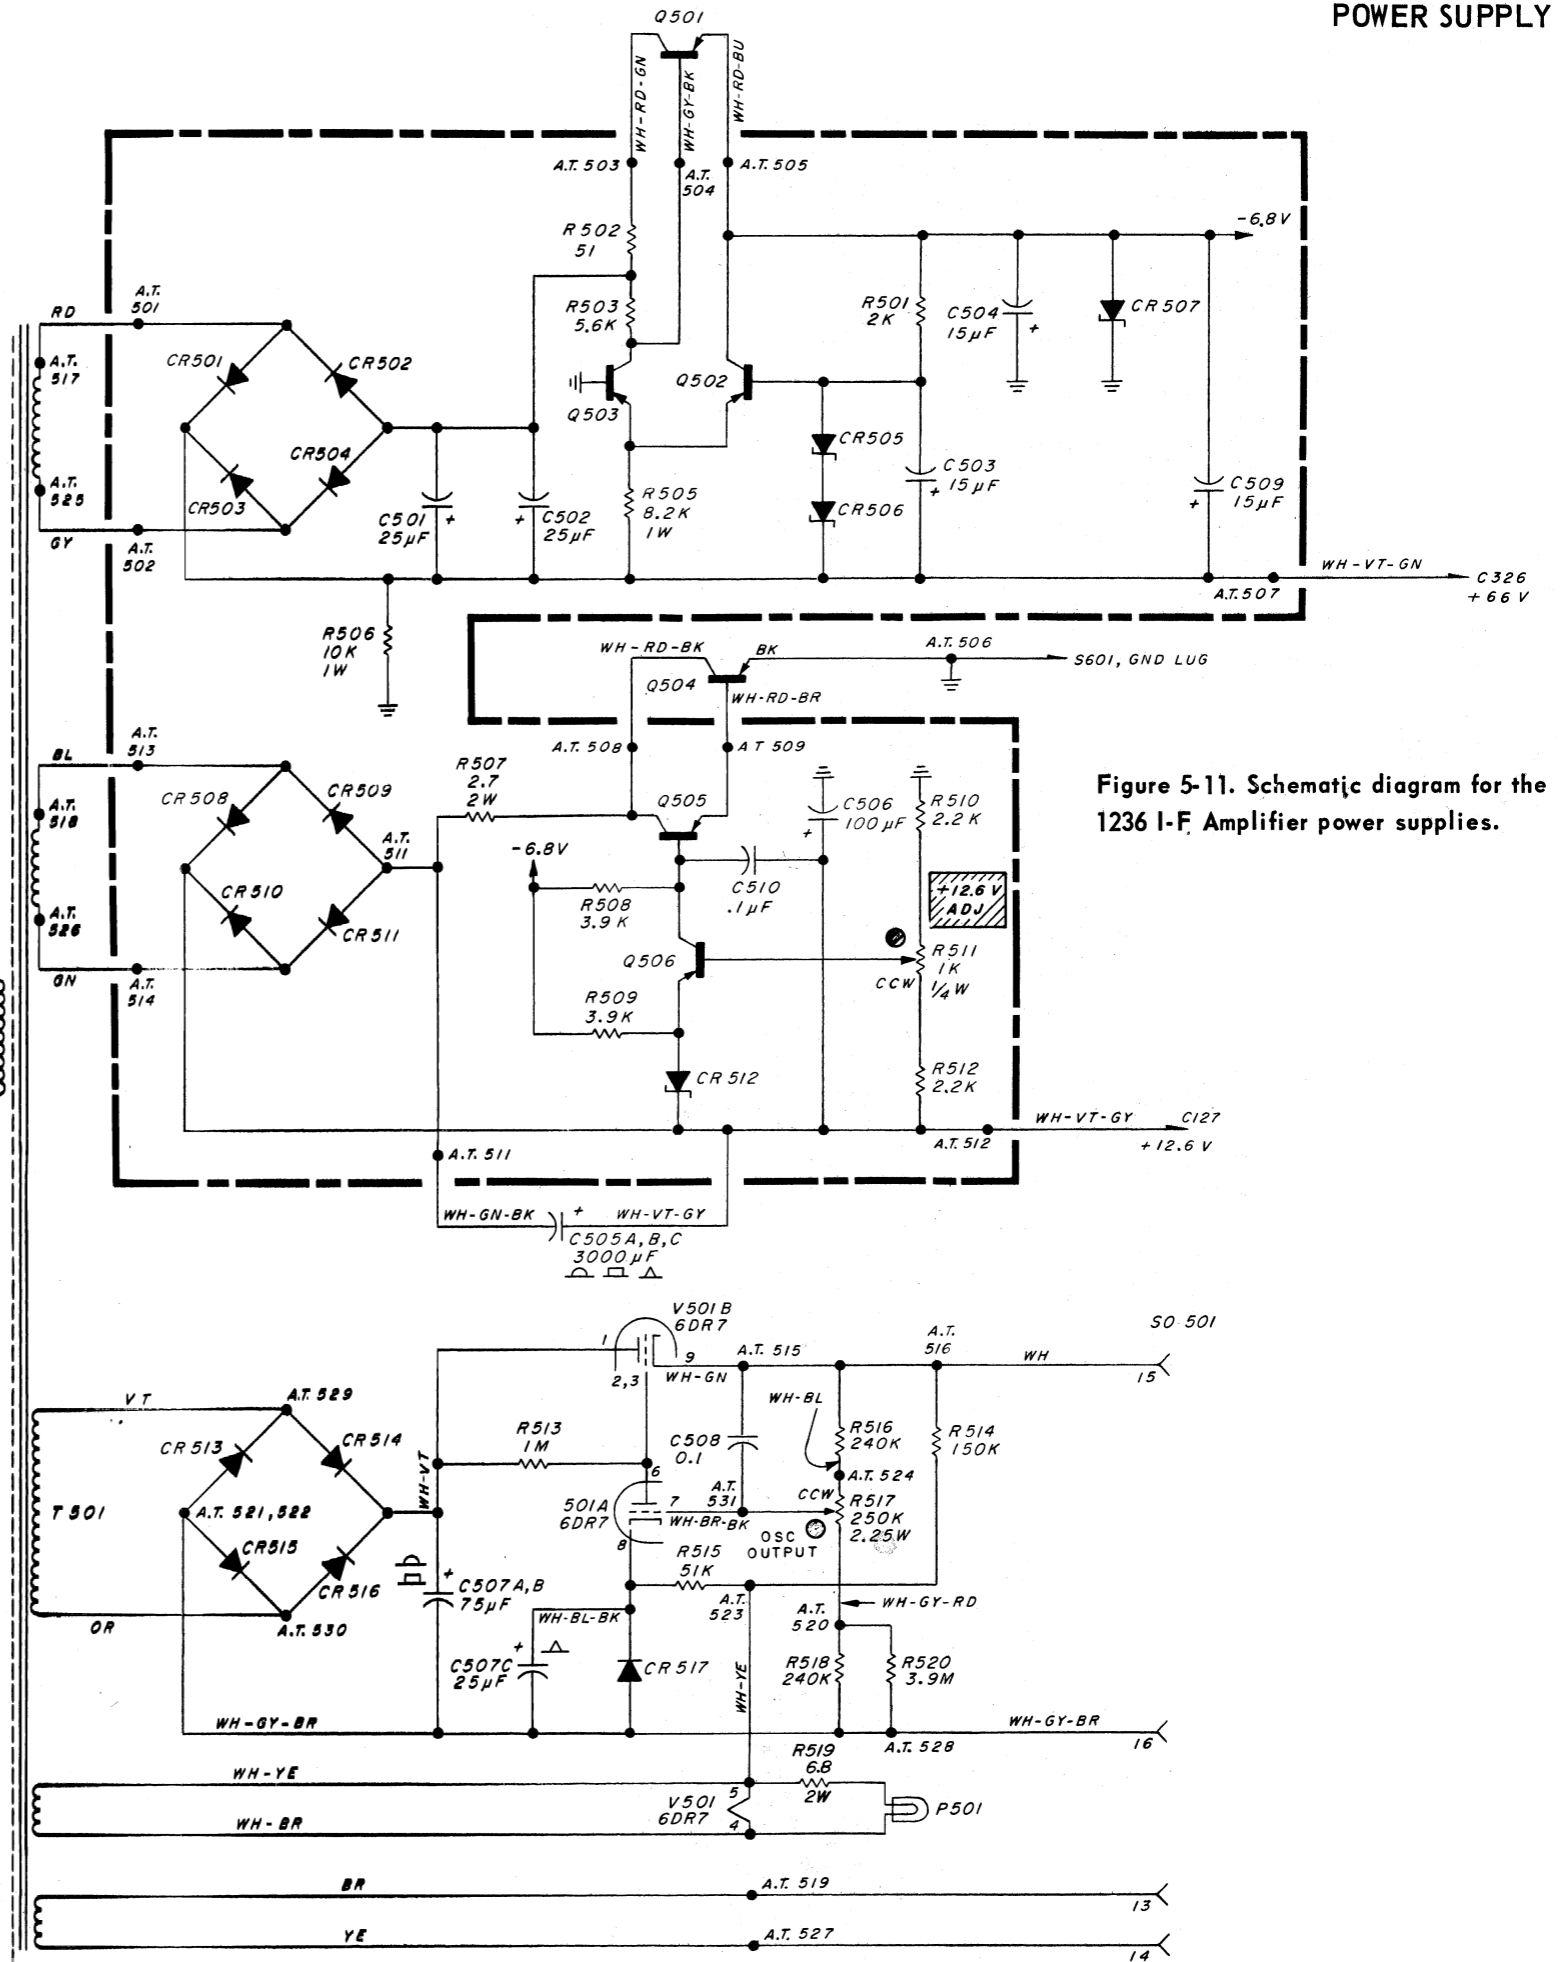 POWER SUPPLY
Q501
WH-RD-GN
WH-GY-BK
WH-RD-BU
A.T. 503
A.T.
504
A.T. 505
R502
51
-6.8V
A.T.
501
RD
R503
5.6K
R501
2K
C504
15µF
+
CR507
A.T.
517
CR501
CR502
Q503
Q502
CR504
CR505
A.T.
525
CR503
C501
25µF
+
+
C502
25µF
R505
8.2K
1W
CR506
C503
+ 15µF
C509
+ 15µF
GY
A.T.
502
WH-VT-GN
C326
+66 V
A.T.507
R506
10K
1W
WH-RD-BK
BK
A.T. 506
S601, GND LUG
Q504
WH-RD-BR
A.T.
513
BL
A.T. 508
A T 509
R507
2.7
2W
Figure 5-11. Schematic diagram for the
1236 I-F Amplifier power supplies.
A.T.
518
CR508
CR509
Q505
C506
100µF
+
R510
2.2 K
A.T.
511
-6.8V
CR510
R508
3.9 K
C510
.1µF
+12.6 V
ADJ
A.T.
526
CR511
Q506
R511
1K
1/4 W
CCW
GN
A.T.
514
R509
3.9K
CR512
R512
2.2K
WH-VT-GY
C127
+12.6 V
A.T. 512
A.T. 511
WH-GN-BK
+
WH-VT-GY
C505A,B,C
3000µF
V501B
6DR7
SO-501
1
2,3
9
WH-GN
A.T. 515
A.T.
516
WH
15
VT
A.T. 529
WH-BL
CR513
CR514
WH-VT
R513
1M
C508
0.1
R516
240K
R514
150K
6
A.T. 524
T501
A.T. 521,522
501A
6DR7
7
WH-BR-BK
A.T.
531
CCW
R517
250K
2.25W
OSC
OUTPUT
8
CR515
CR516
+
C507A,B
75µF
R515
51K
A.T.
523
WH-GY-RD
OR
A.T.530
WH-BL-BK
A.T.
520
+
C507C
25µF
CR517
WH-YE
R518
240K
R520
3.9M
WH-GY-BR
WH-GY-BR
A.T. 528
16
WH-YE
R519
6.8
2W
5
V501
6DR7
4
P501
WH-BR
BR
A.T. 519
13
YE
A.T. 527
14